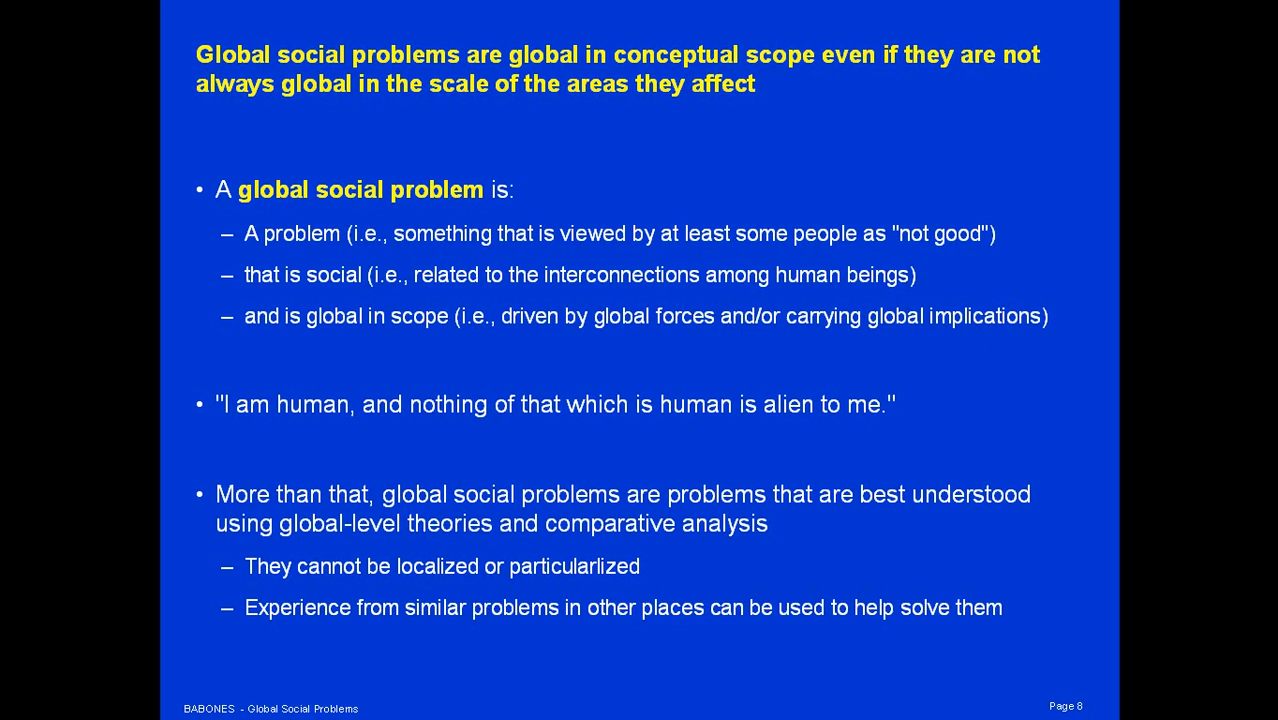 Global social problems are global in conceptual scope even if they are not
always global in the scale of the areas they affect
• A global social problem is:
– A problem (i.e., something that is viewed by at least some people as "not good")
– that is social (i.e., related to the interconnections among human beings)
– and is global in scope (i.e., driven by global forces and/or carrying global implications)
• "I am human, and nothing of that which is human is alien to me."
• More than that, global social problems are problems that are best understood
using global-level theories and comparative analysis
– They cannot be localized or particularlized
– Experience from similar problems in other places can be used to help solve them
BABONES - Global Social Problems
Page 8